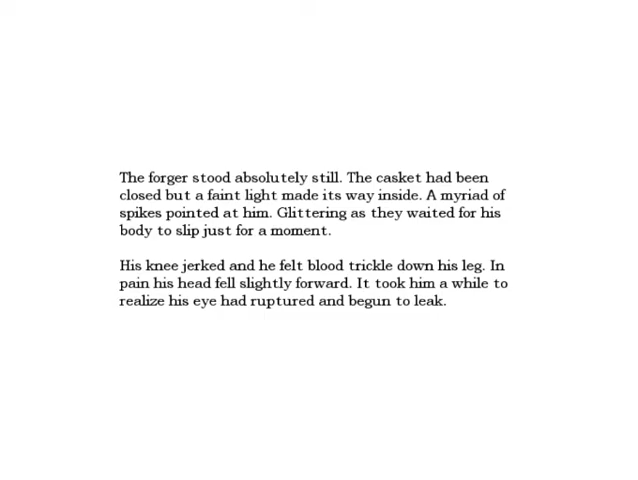 The forger stood absolutely still. The casket had been
closed but a faint light made its way inside. A myriad of
spikes pointed at him. Glittering as they waited for his
body to slip just for a moment.
His knee jerked and he felt blood trickle down his leg. In
pain his head fell slightly forward. It took him a while to
realize his eye had ruptured and begun to leak.